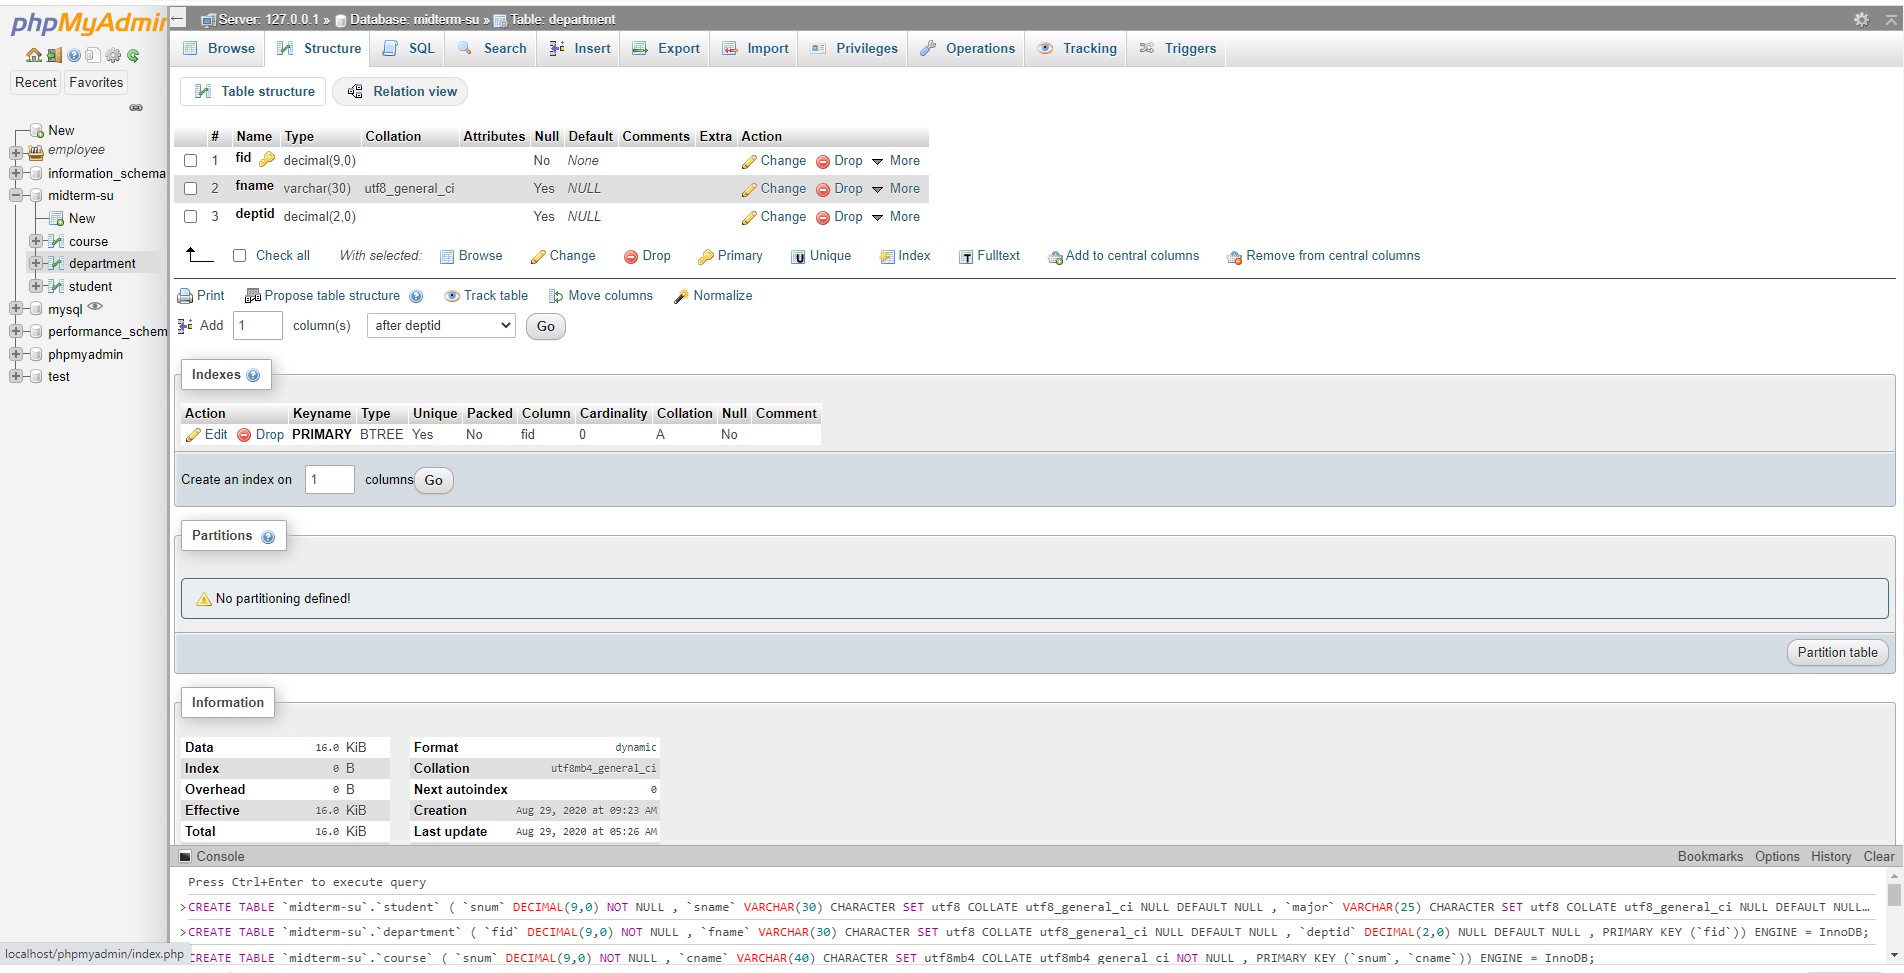 phpMyAdmin
Recent Favorites
New
employee
information_schema
midterm-su
New
course
department
student
mysql
performance_schem
phpmyadmin
test
Server: 127.0.0.1 » Database: midterm-su » Table: department
Browse Structure SQL Search Insert Export Import Privileges Operations Tracking Triggers
Table structure Relation view
# Name Type Collation Attributes Null Default Comments Extra Action
1 fid decimal(9,0) No None Change Drop More
2 fname varchar(30) utf8_general_ci Yes NULL Change Drop More
3 deptid decimal(2,0) Yes NULL Change Drop More
Check all With selected: Browse Change Drop Primary Unique Index Fulltext Add to central columns Remove from central columns
Print Propose table structure Track table Move columns Normalize
Add 1 column(s) after deptid Go
Indexes
Action Keyname Type Unique Packed Column Cardinality Collation Null Comment
Edit Drop PRIMARY BTREE Yes No fid 0 A No
Create an index on 1 columns Go
Partitions
No partitioning defined!
Partition table
Information
Data 16.0 KiB
Index 0 B
Overhead 0 B
Effective 16.0 KiB
Total 16.0 KiB
Format dynamic
Collation utf8mb4_general_ci
Next autoindex 0
Creation Aug 29, 2020 at 09:23 AM
Last update Aug 29, 2020 at 05:26 AM
Console Bookmarks Options History Clear
Press Ctrl+Enter to execute query
>CREATE TABLE `midterm-su`.`student` ( `snum` DECIMAL(9,0) NOT NULL , `sname` VARCHAR(30) CHARACTER SET utf8 COLLATE utf8_general_ci NULL DEFAULT NULL , `major` VARCHAR(25) CHARACTER SET utf8 COLLATE utf8_general_ci NULL DEFAULT NULL…
>CREATE TABLE `midterm-su`.`department` ( `fid` DECIMAL(9,0) NOT NULL , `fname` VARCHAR(30) CHARACTER SET utf8 COLLATE utf8_general_ci NULL DEFAULT NULL , `deptid` DECIMAL(2,0) NULL DEFAULT NULL , PRIMARY KEY (`fid`)) ENGINE = InnoDB;
CREATE TABLE `midterm-su`.`course` ( `snum` DECIMAL(9,0) NOT NULL , `cname` VARCHAR(40) CHARACTER SET utf8mb4 COLLATE utf8mb4_general_ci NOT NULL , PRIMARY KEY (`snum`, `cname`)) ENGINE = InnoDB;
localhost/phpmyadmin/index.php